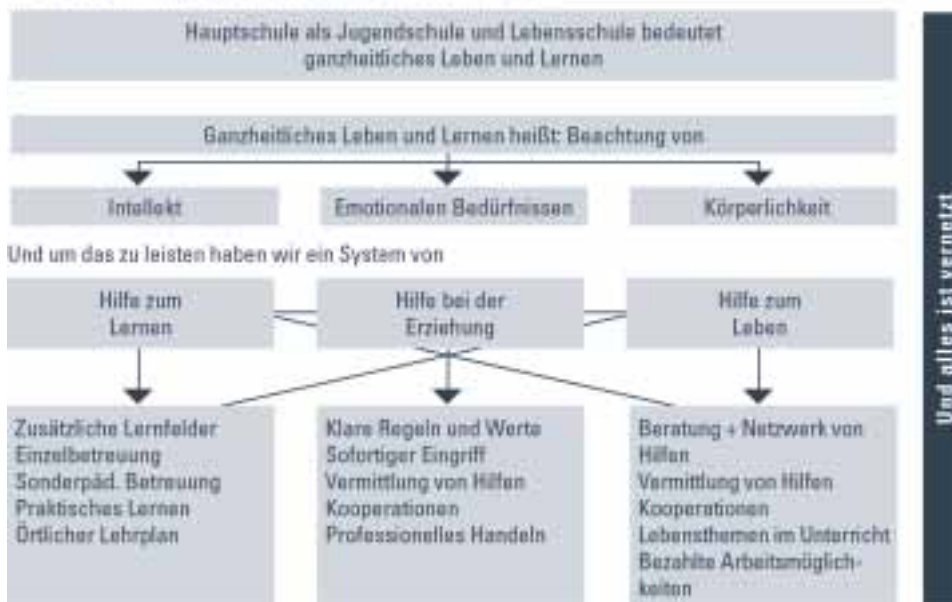 Hauptschule als Jugendschule und Lebensschule bedeutet
ganzheitliches Leben und Lernen
Ganzheitliches Leben und Lernen heißt: Beachtung von
Intellekt
Emotionalen Bedürfnissen
Körperlichkeit
Und um das zu leisten haben wir ein System von
Hilfe zum
Lernen
Hilfe bei der
Erziehung
Hilfe zum
Leben
Zusätzliche Lernfelder
Einzelbetreuung
Sonderpäd. Betreuung
Praktisches Lernen
Örtlicher Lehrplan
Klare Regeln und Werte
Sofortiger Eingriff
Vermittlung von Hilfen
Kooperationen
Professionelles Handeln
Beratung + Netzwerk von
Hilfen
Vermittlung von Hilfen
Kooperationen
Lebensthemen im Unterricht
Bezahlte Arbeitsmöglich-
keiten
Und alles ist vernetzt